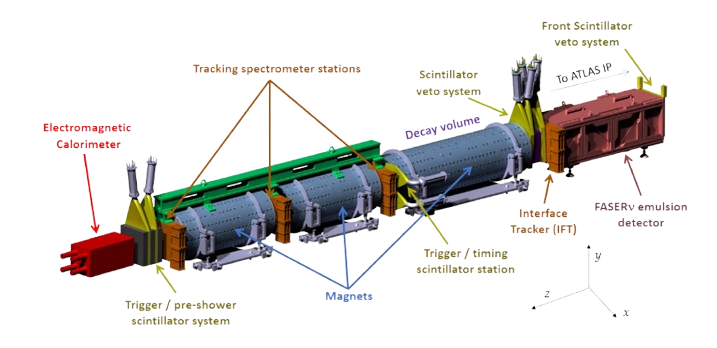 Front Scintillator
veto system
To ATLAS IP
Tracking spectrometer stations
Scintillator
veto system
Decay volume
Electromagnetic
Calorimeter
Interface
Tracker (IFT)
FASERν emulsion
detector
Trigger / timing
scintillator station
Magnets
Trigger / pre-shower
scintillator system
y
z
x